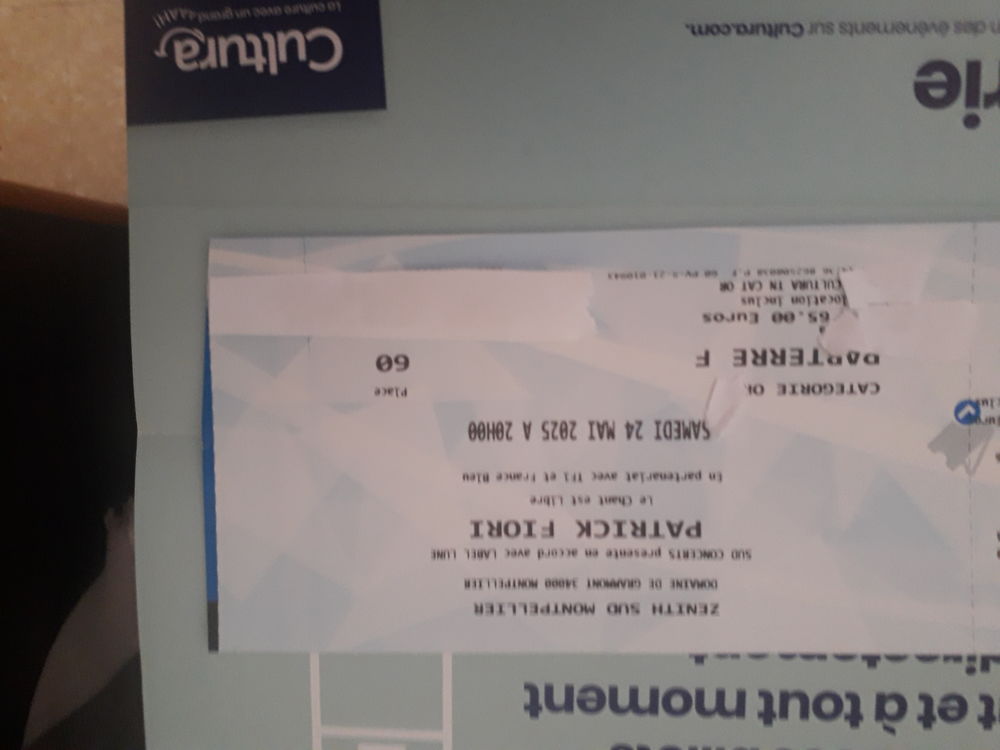 billets
t et à tout moment
directement
ZENITH SUD MONTPELLIER
DOMAINE DE GRAMMONT 34000 MONTPELLIER
SUD CONCERTS présente en accord avec LABEL LUNE
PATRICK FIORI
Le Chant est Libre
En partenariat avec TF1 et France Bleu
SAMEDI 24 MAI 2025 A 20H00
CATEGORIE OR Place
PARTERRE F 60
65.00 Euros
location inclus
CULTURA IN CAT OR
rie
n des événements sur Cultura.com.
Cultura
La culture avec un grand